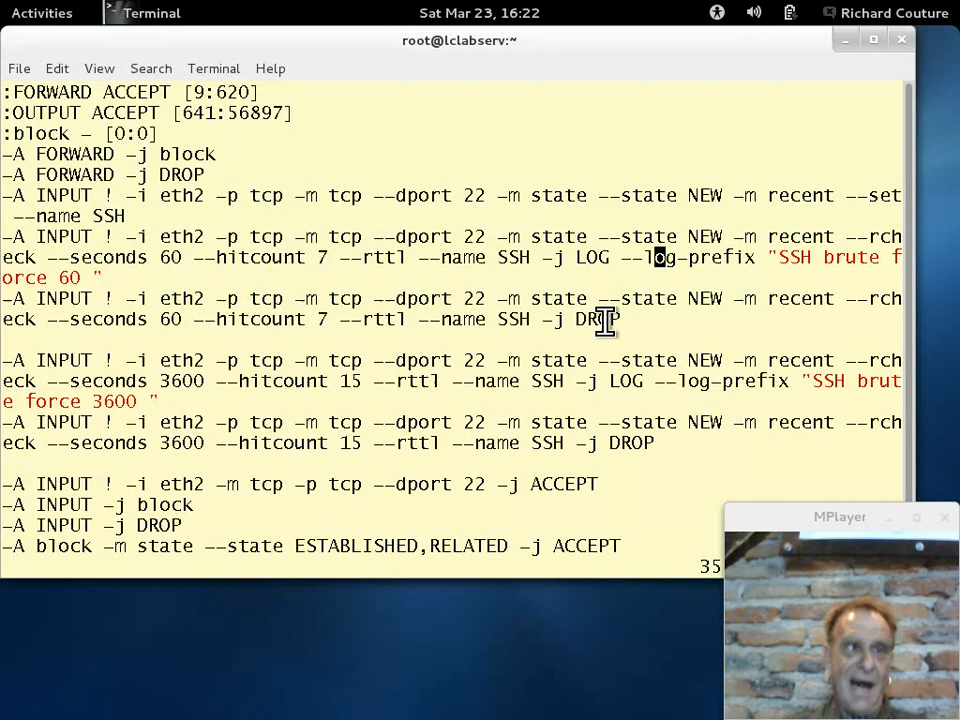 Activities
Terminal
Sat Mar 23, 16:22
Richard Couture
root@lclabserv:~
File Edit View Search Terminal Help
:FORWARD ACCEPT [9:620]
:OUTPUT ACCEPT [641:56897]
:block - [0:0]
-A FORWARD -j block
-A FORWARD -j DROP
-A INPUT ! -i eth2 -p tcp -m tcp --dport 22 -m state --state NEW -m recent --set
--name SSH
-A INPUT ! -i eth2 -p tcp -m tcp --dport 22 -m state --state NEW -m recent --rch
eck --seconds 60 --hitcount 7 --rttl --name SSH -j LOG --log-prefix "SSH brute f
orce 60 "
-A INPUT ! -i eth2 -p tcp -m tcp --dport 22 -m state --state NEW -m recent --rch
eck --seconds 60 --hitcount 7 --rttl --name SSH -j DROP
-A INPUT ! -i eth2 -p tcp -m tcp --dport 22 -m state --state NEW -m recent --rch
eck --seconds 3600 --hitcount 15 --rttl --name SSH -j LOG --log-prefix "SSH brut
e force 3600 "
-A INPUT ! -i eth2 -p tcp -m tcp --dport 22 -m state --state NEW -m recent --rch
eck --seconds 3600 --hitcount 15 --rttl --name SSH -j DROP
-A INPUT ! -i eth2 -m tcp -p tcp --dport 22 -j ACCEPT
-A INPUT -j block
-A INPUT -j DROP
-A block -m state --state ESTABLISHED,RELATED -j ACCEPT
35
MPlayer